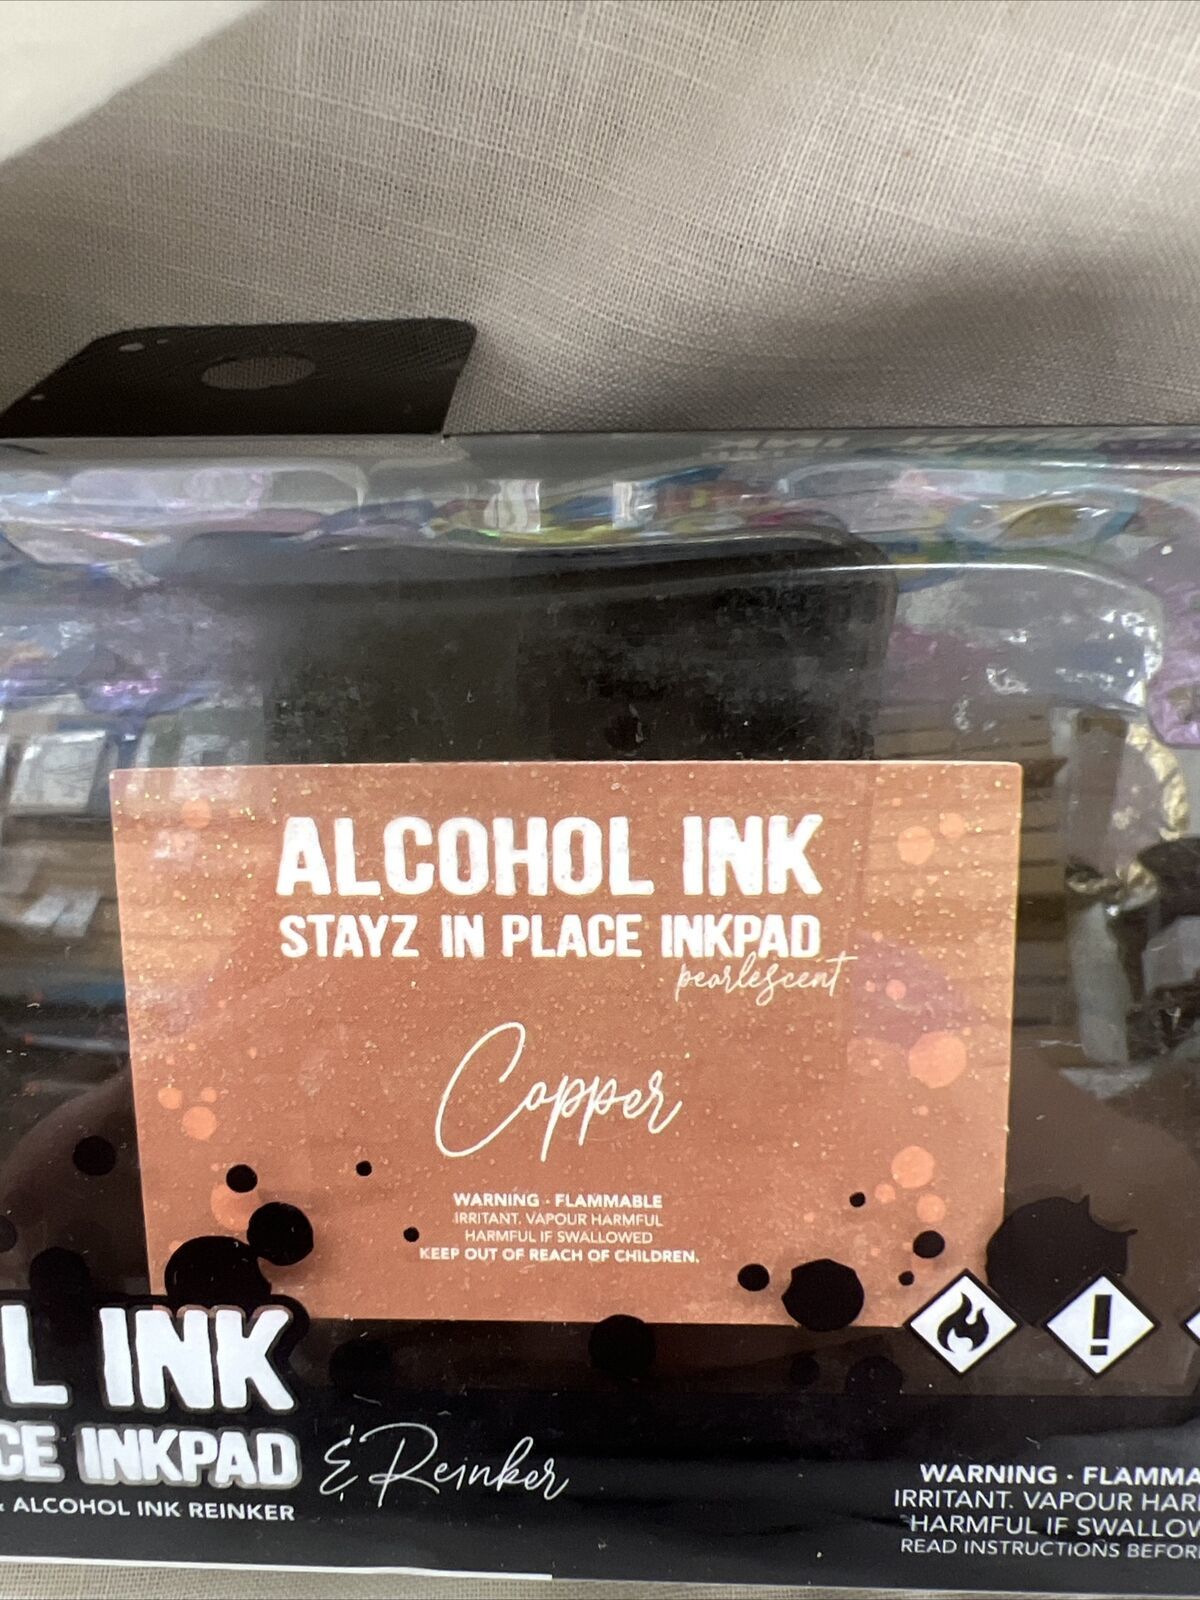 ALCOHOL INK
STAYZ IN PLACE INKPAD
pearlescent
Copper
WARNING · FLAMMABLE
IRRITANT. VAPOUR HARMFUL
HARMFUL IF SWALLOWED
KEEP OUT OF REACH OF CHILDREN.
L INK
CE INKPAD & Reinker
& ALCOHOL INK REINKER
WARNING · FLAMMA
IRRITANT. VAPOUR HAR
HARMFUL IF SWALLOW
READ INSTRUCTIONS BEFOR